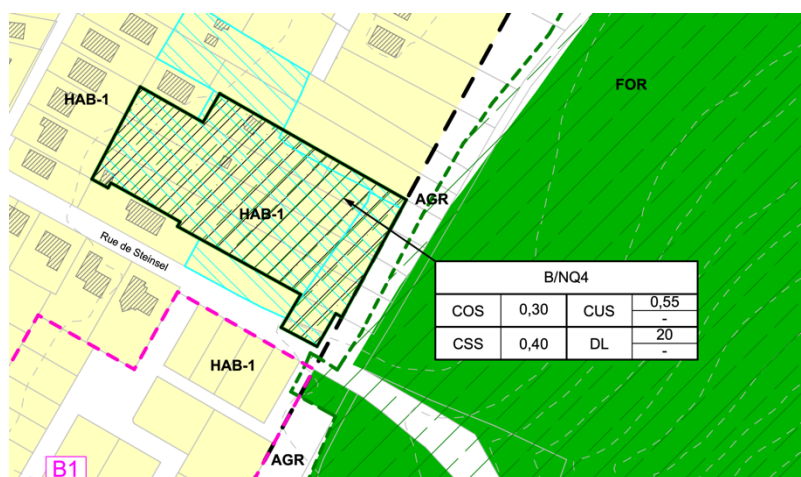 FOR
HAB-1
AGR
HAB-1
Rue de Steinsel
B/NQ4
COS 0,30 CUS 0,55
-
CSS 0,40 DL 20
-
HAB-1
AGR
B1